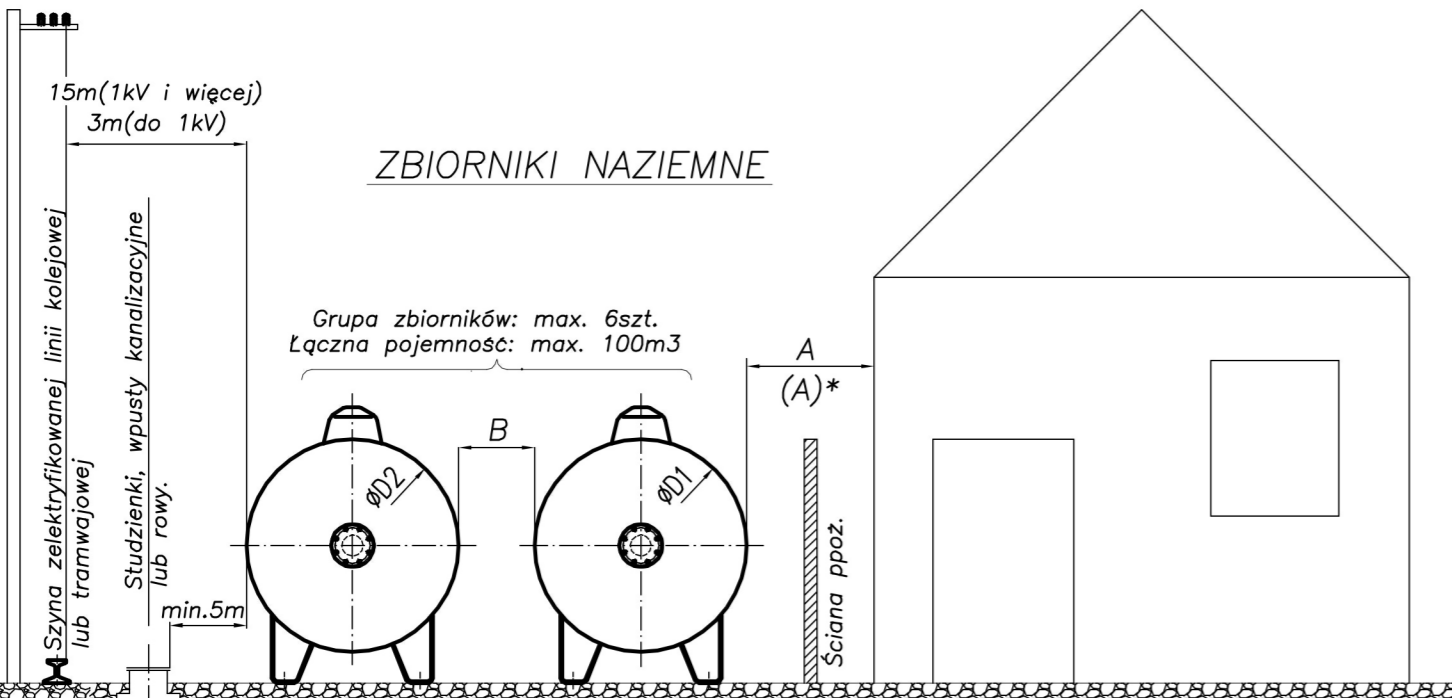 15m(1kV i więcej)
3m(do 1kV)
ZBIORNIKI NAZIEMNE
Szyna zelektryfikowanej linii kolejowej
lub tramwajowej
Studzienki, wpusty kanalizacyjne
lub rowy.
min.5m
Grupa zbiorników: max. 6szt.
Łączna pojemność: max. 100m3
B
øD2
øD1
A
(A)*
Ściana ppoż.